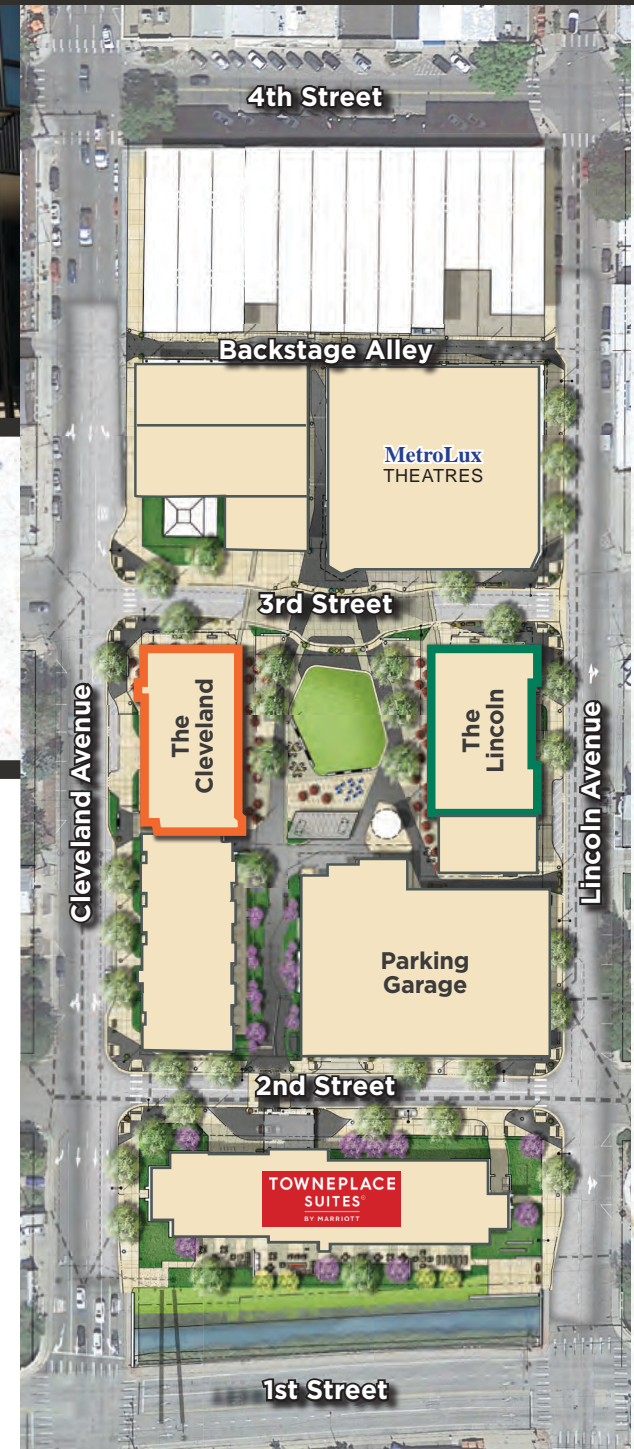 4th Street
Backstage Alley
MetroLux
THEATRES
3rd Street
The
Cleveland
The
Lincoln
Cleveland Avenue
Lincoln Avenue
Parking
Garage
2nd Street
TOWNEPLACE
SUITES®
BY MARRIOTT
1st Street